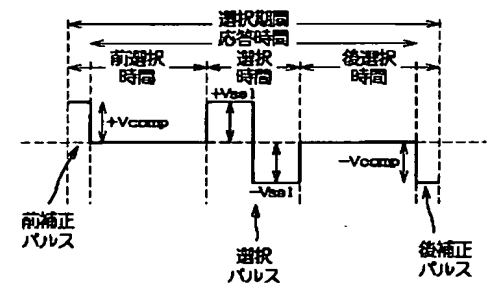 選択期間
応答時間
前選択
時間
選択
時間
後選択
時間
+Vsel
+Vcomp
-Vcomp
-Vsel
前補正
パルス
選択
パルス
後補正
パルス